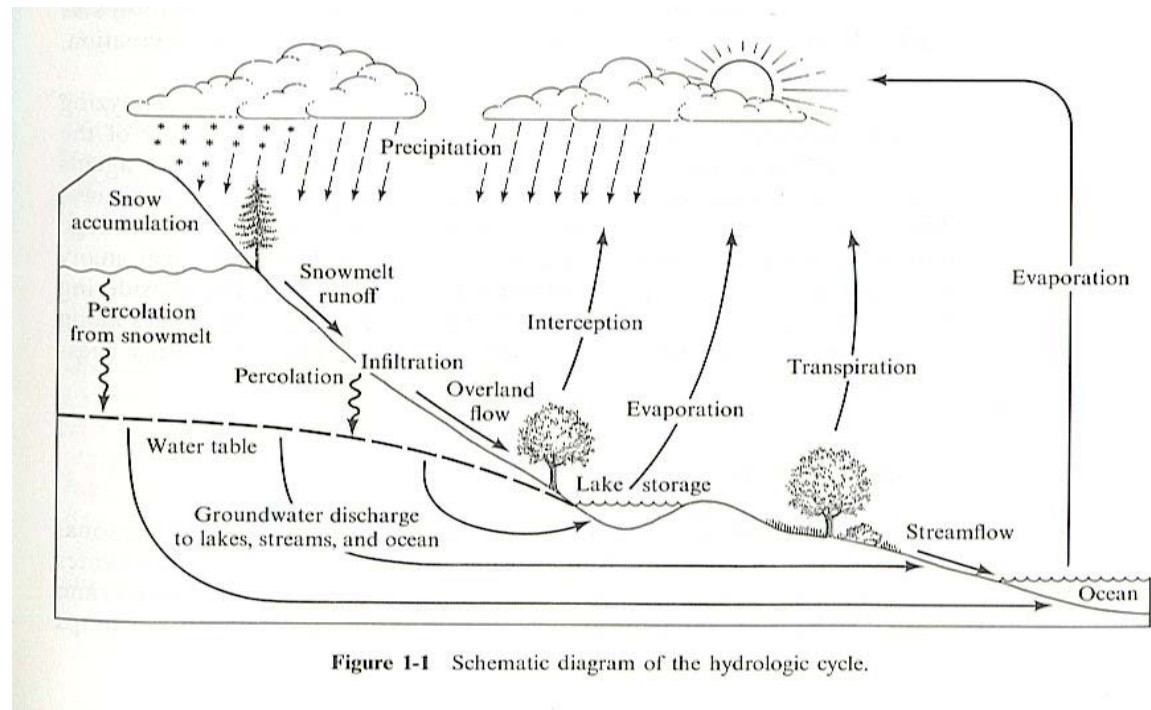 Precipitation
Snow
accumulation
Snowmelt
runoff
Evaporation
Percolation
from snowmelt
Interception
Infiltration
Percolation
Transpiration
Overland
flow
Evaporation
Water table
Lake storage
Groundwater discharge
to lakes, streams, and ocean
Streamflow
Ocean
Figure 1-1 Schematic diagram of the hydrologic cycle.